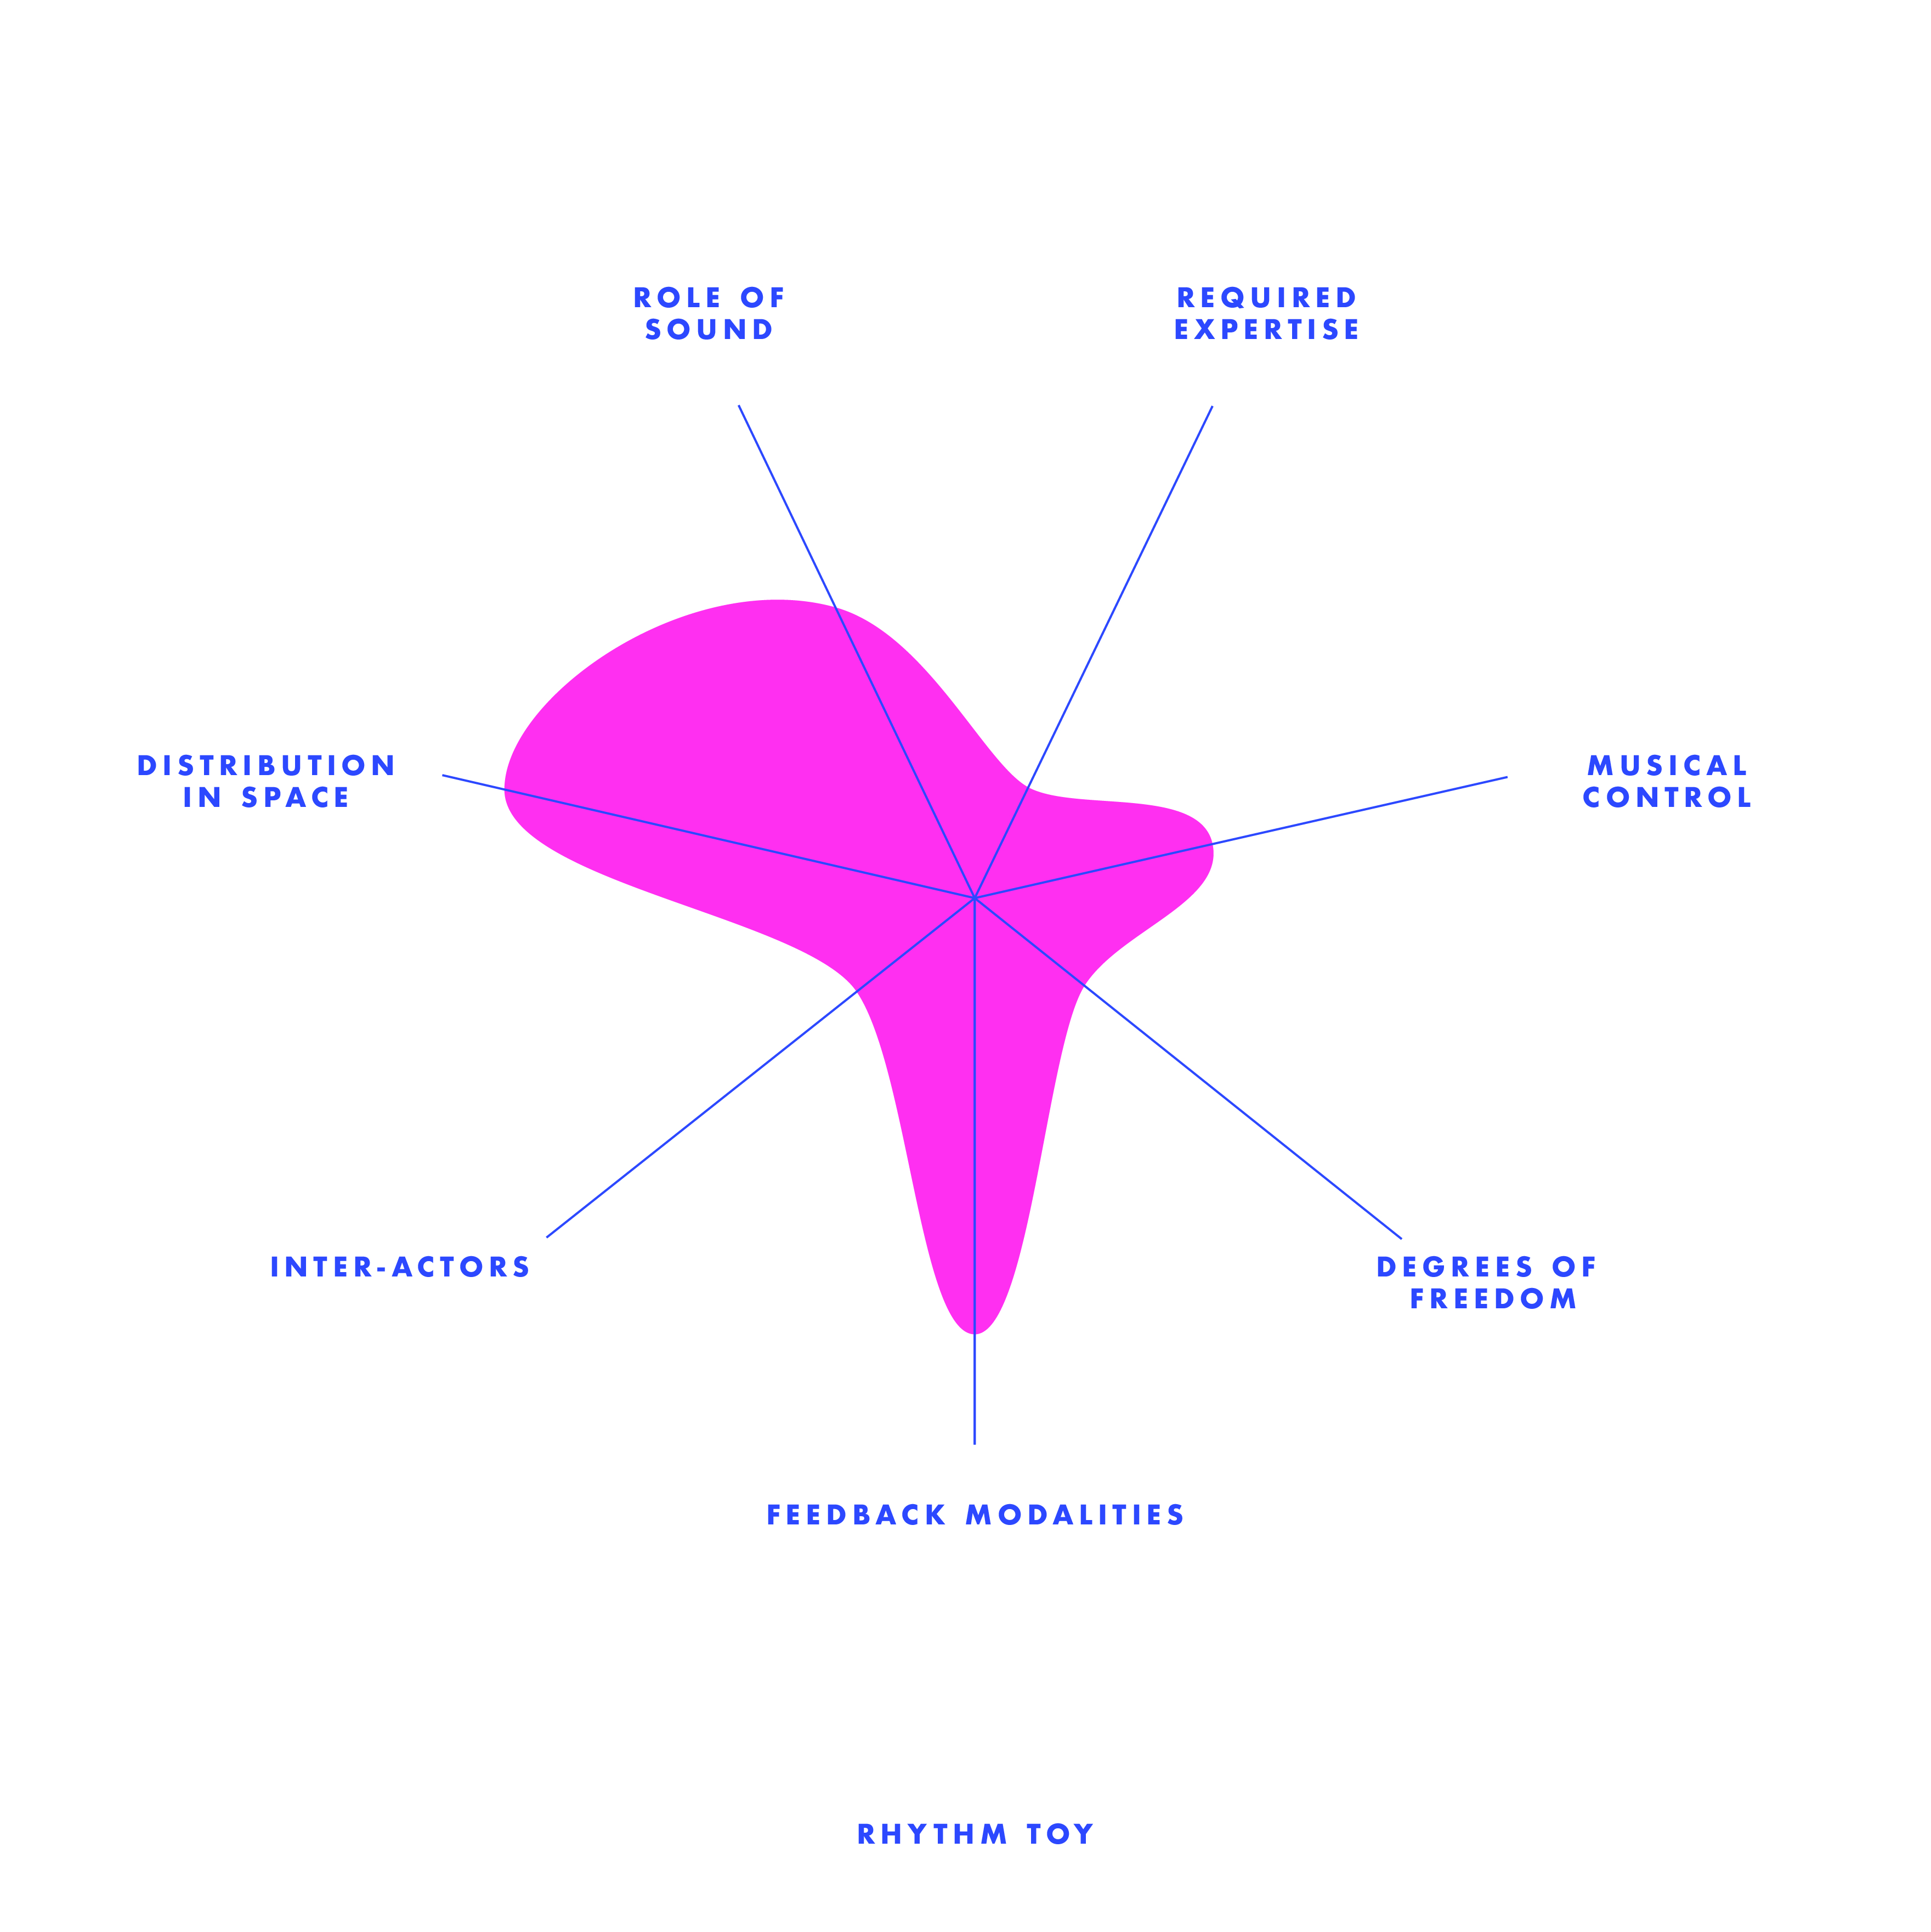 ROLE OF
SOUND
REQUIRED
EXPERTISE
DISTRIBUTION
IN SPACE
MUSICAL
CONTROL
INTER-ACTORS
DEGREES OF
FREEDOM
FEEDBACK MODALITIES
RHYTHM TOY